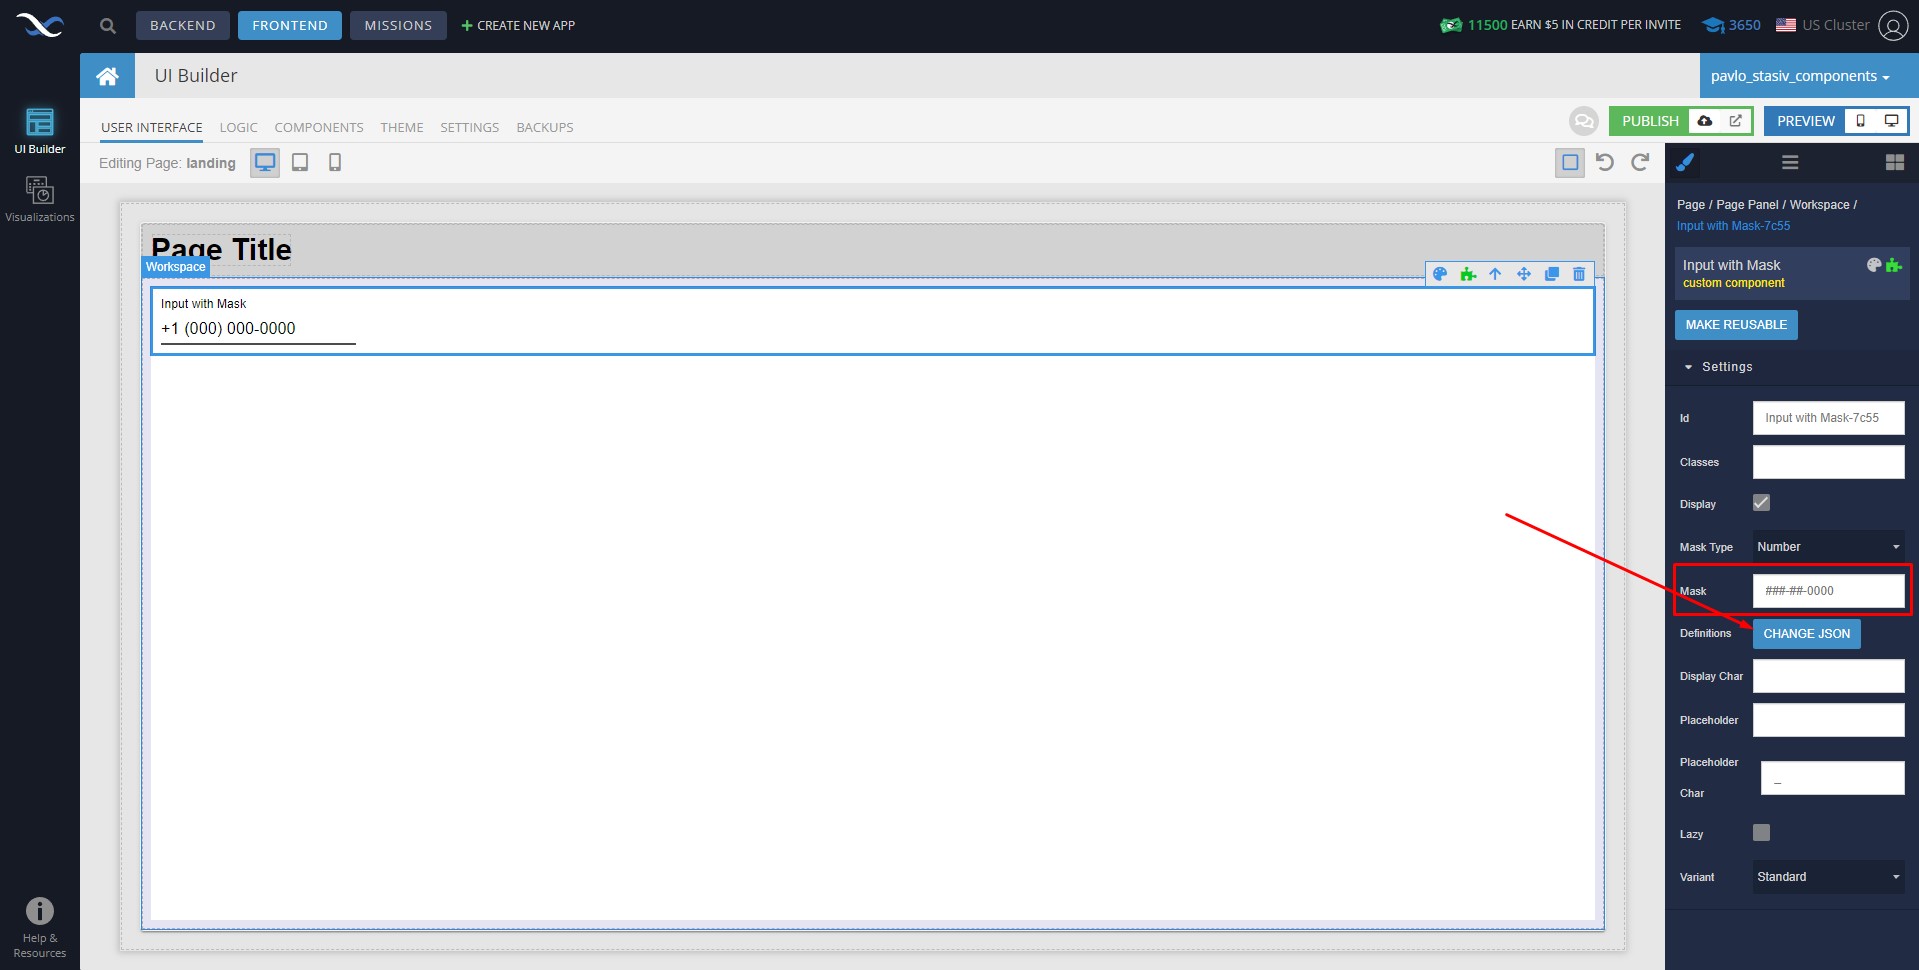 BACKEND FRONTEND MISSIONS CREATE NEW APP 11500 EARN $5 IN CREDIT PER INVITE 3650 US Cluster
UI Builder pavlo_stasiv_components
UI Builder
Visualizations
Help &
Resources
USER INTERFACE LOGIC COMPONENTS THEME SETTINGS BACKUPS PUBLISH PREVIEW
Editing Page: landing
Page Title
Workspace
Input with Mask
+1 (000) 000-0000
Page / Page Panel / Workspace /
Input with Mask-7c55
Input with Mask
custom component
MAKE REUSABLE
Settings
Id Input with Mask-7c55
Classes
Display
Mask Type Number
Mask ###-##-0000
Definitions CHANGE JSON
Display Char
Placeholder
Placeholder
Char _
Lazy
Variant Standard